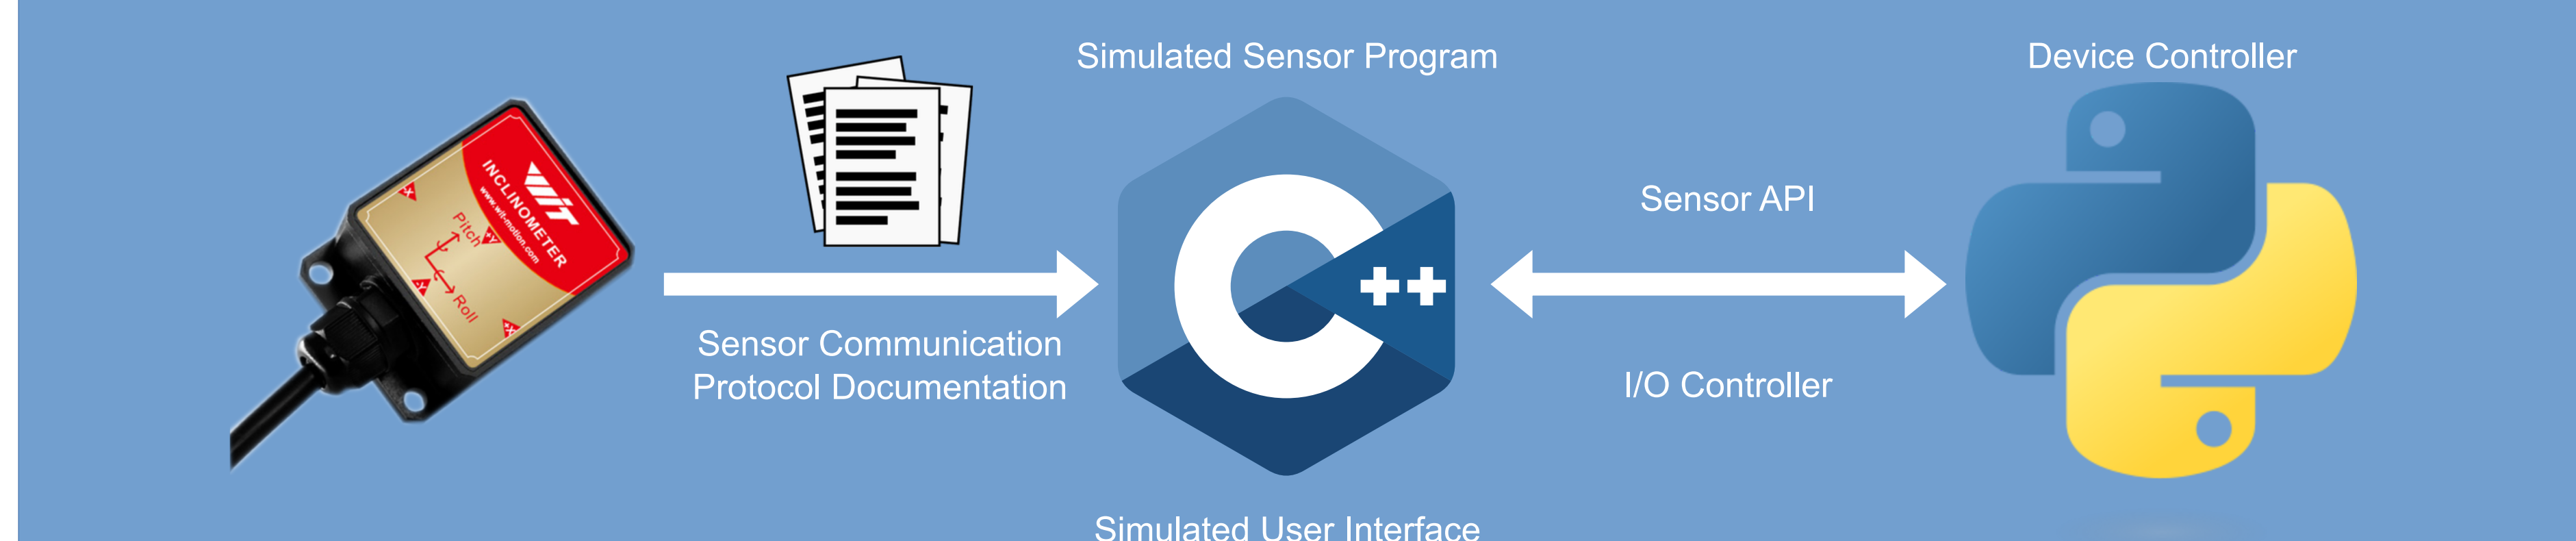 Simulated Sensor Program
Device Controller
WIT
INCLINOMETER
www.wit-motion.com
-X
Pitch
+Y
-Y
Roll
+X
Sensor Communication
Protocol Documentation
++
Sensor API
I/O Controller
Simulated User Interface